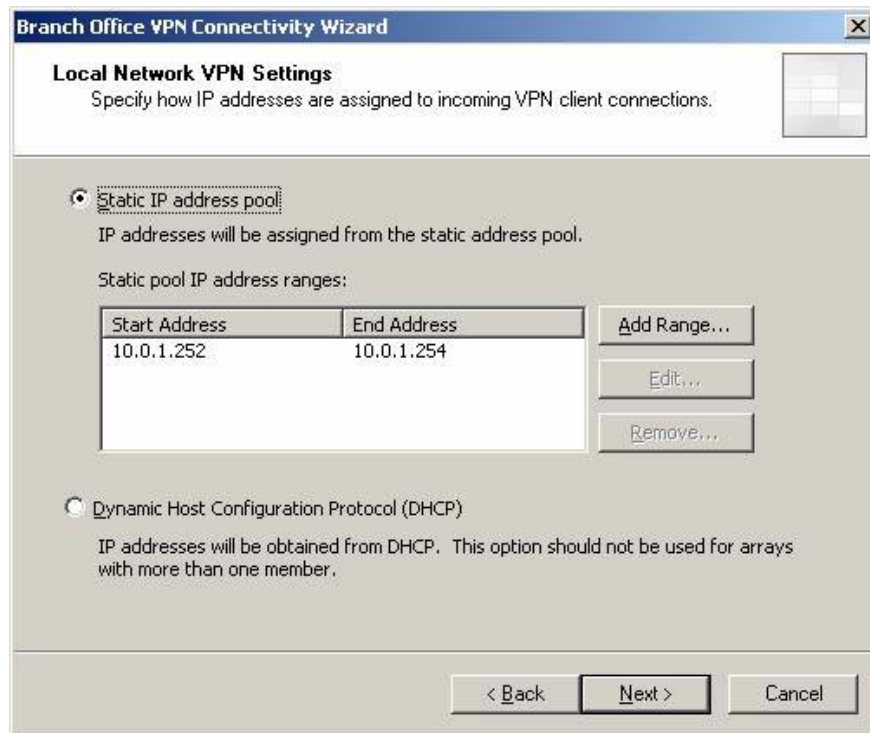 Branch Office VPN Connectivity Wizard
Local Network VPN Settings
Specify how IP addresses are assigned to incoming VPN client connections.
Static IP address pool
IP addresses will be assigned from the static address pool.
Static pool IP address ranges:
Start Address End Address
10.0.1.252 10.0.1.254
Add Range...
Edit...
Remove...
Dynamic Host Configuration Protocol (DHCP)
IP addresses will be obtained from DHCP. This option should not be used for arrays
with more than one member.
< Back Next > Cancel